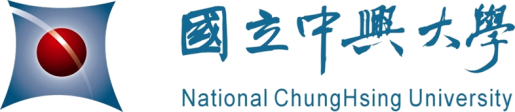 國立中興大學
National ChungHsing University